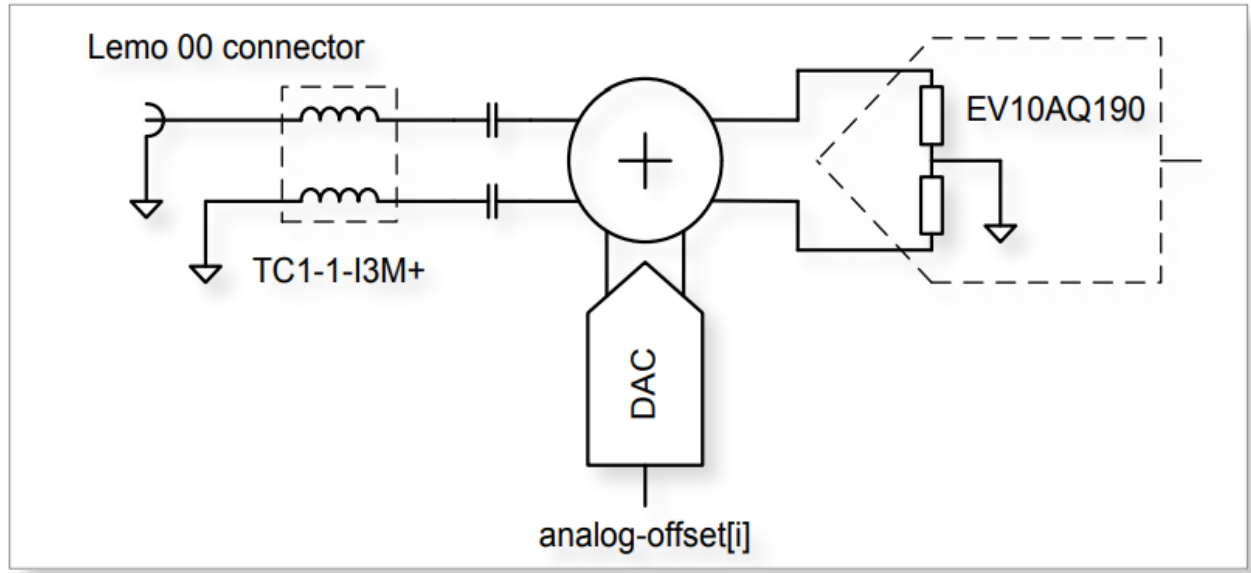 Lemo 00 connector
EV10AQ190
TC1-1-I3M+
DAC
analog-offset[i]